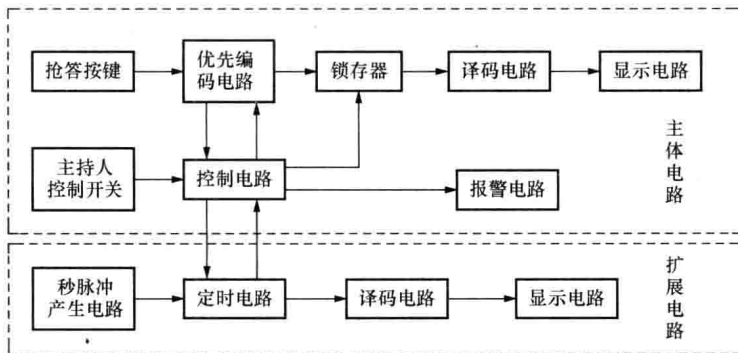 抢答按键
优先编
码电路
锁存器
译码电路
显示电路
主持人
控制开关
控制电路
报警电路
主体电路
秒脉冲
产生电路
定时电路
译码电路
显示电路
扩展电路